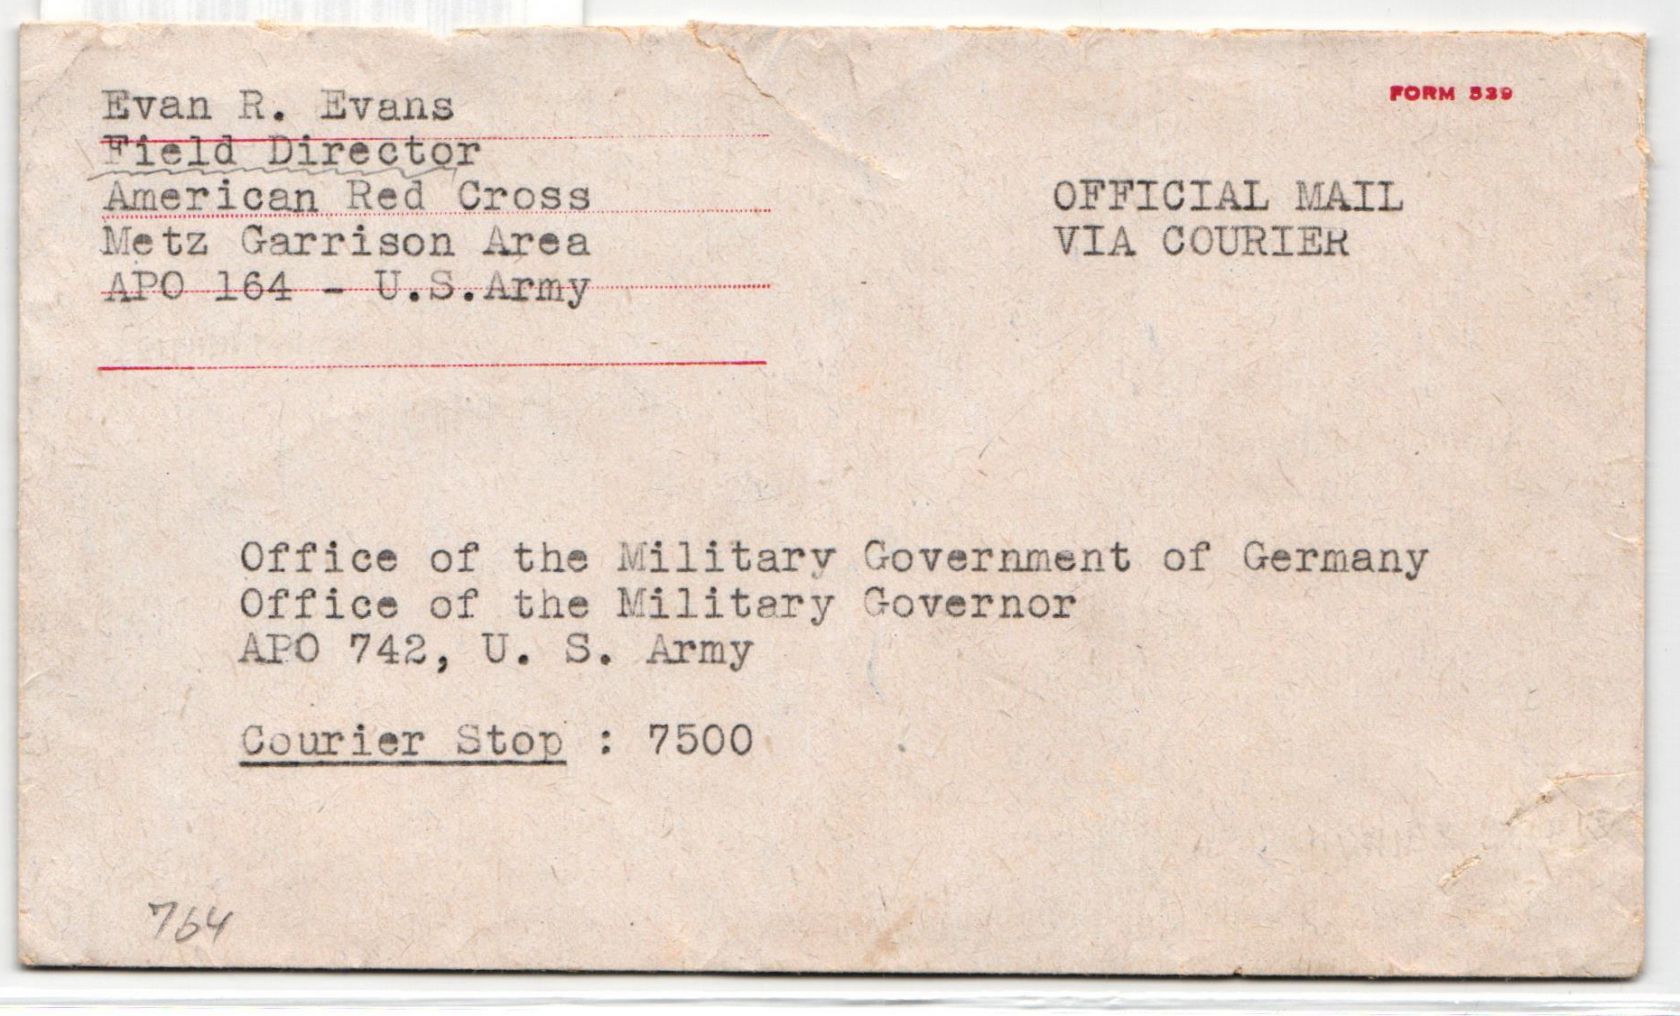 Evan R. Evans
Field Director
American Red Cross
Metz Garrison Area
APO 164 - U.S.Army
FORM 539
OFFICIAL MAIL
VIA COURIER
Office of the Military Government of Germany
Office of the Military Governor
APO 742, U. S. Army
Courier Stop : 7500
764